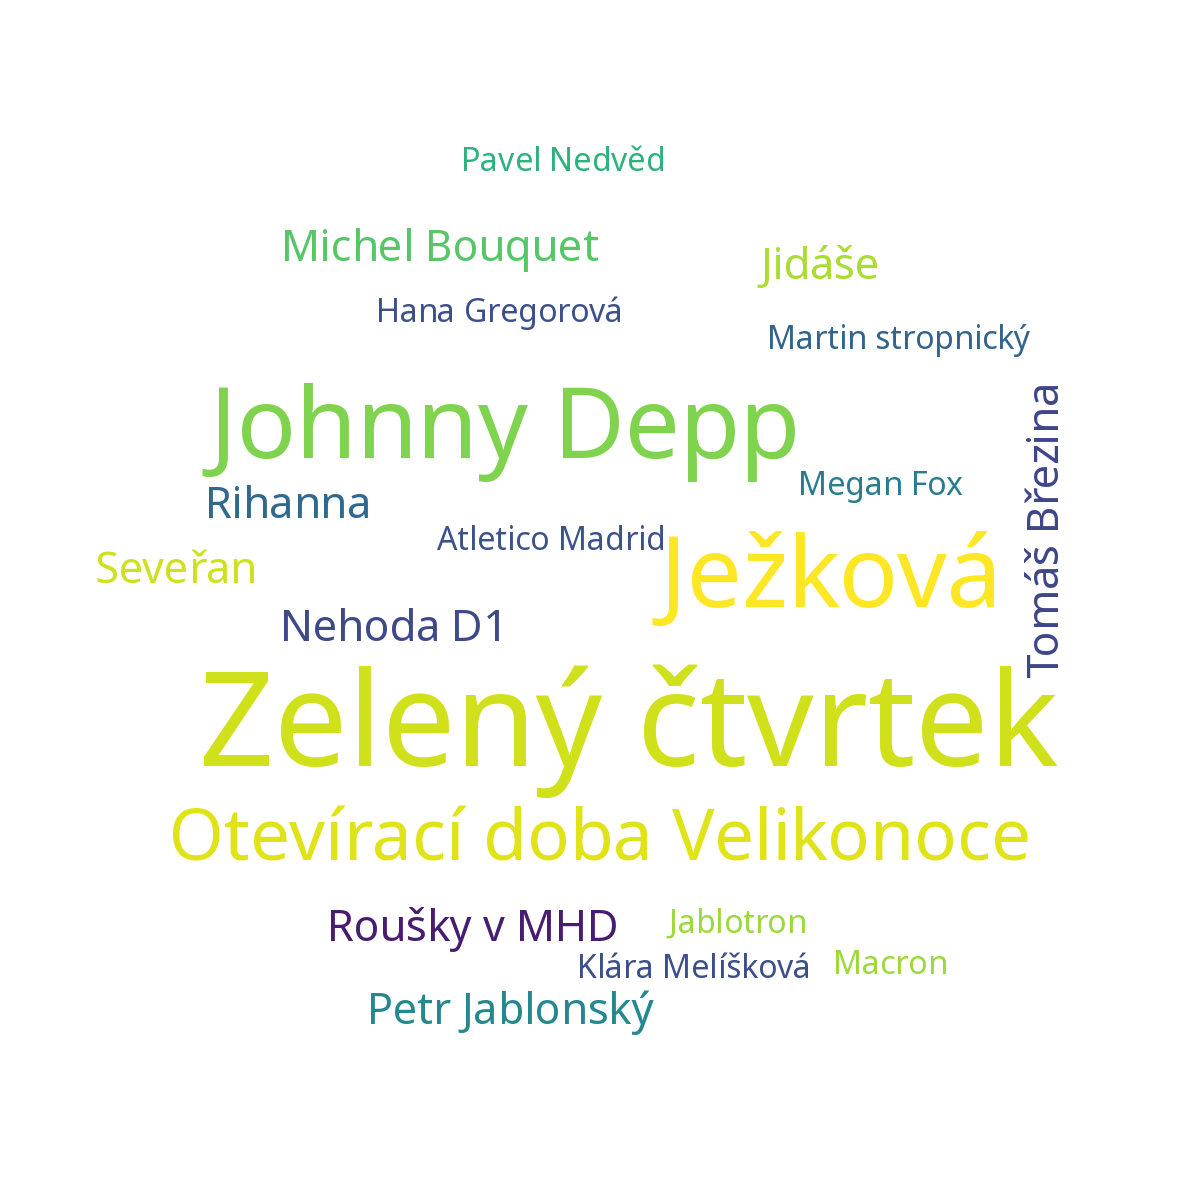 Pavel Nedvěd
Michel Bouquet
Jidáše
Hana Gregorová
Martin stropnický
Johnny Depp
Tomáš Březina
Megan Fox
Rihanna
Atletico Madrid
Ježková
Seveřan
Nehoda D1
Zelený čtvrtek
Otevírací doba Velikonoce
Roušky v MHD
Jablotron
Klára Melíšková
Macron
Petr Jablonský